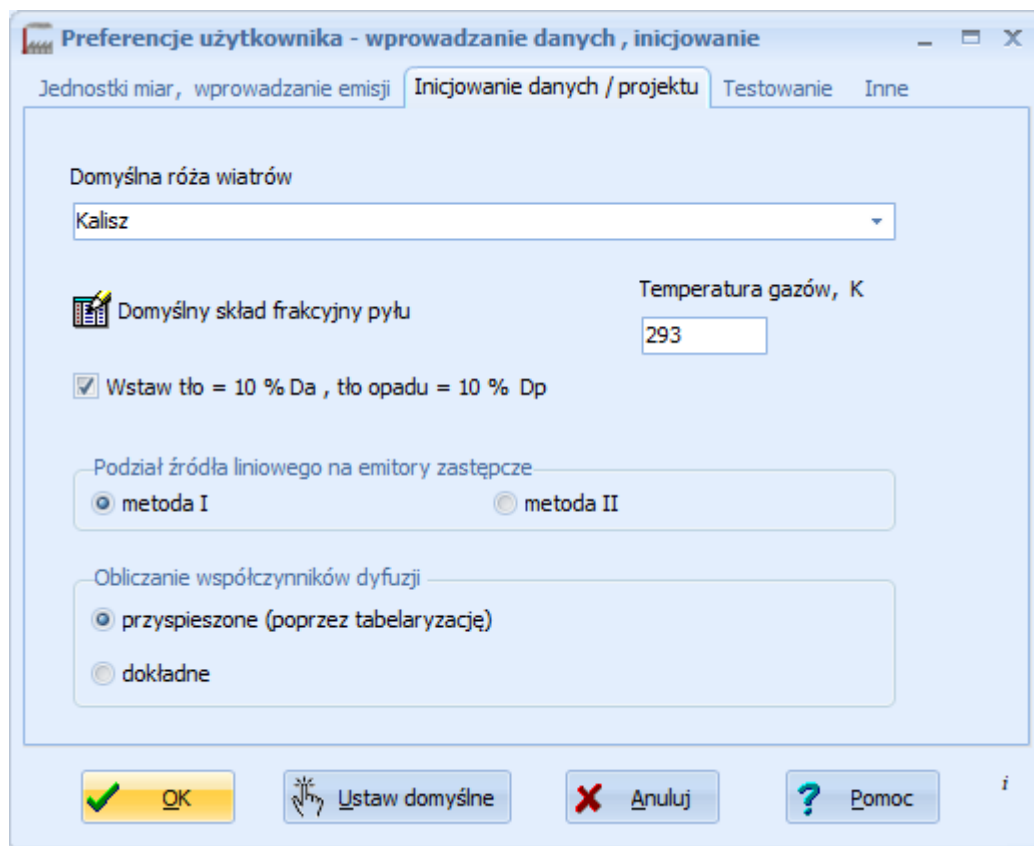 Preferencje użytkownika - wprowadzanie danych , inicjowanie
Jednostki miar, wprowadzanie emisji Inicjowanie danych / projektu Testowanie Inne
Domyślna róża wiatrów
Kalisz
Temperatura gazów, K
Domyślny skład frakcyjny pyłu
293
Wstaw tło = 10 % Da , tło opadu = 10 % Dp
Podział źródła liniowego na emitory zastępcze
metoda I metoda II
Obliczanie współczynników dyfuzji
przyspieszone (poprzez tabelaryzację)
dokładne
OK Ustaw domyślne Anuluj Pomoc i